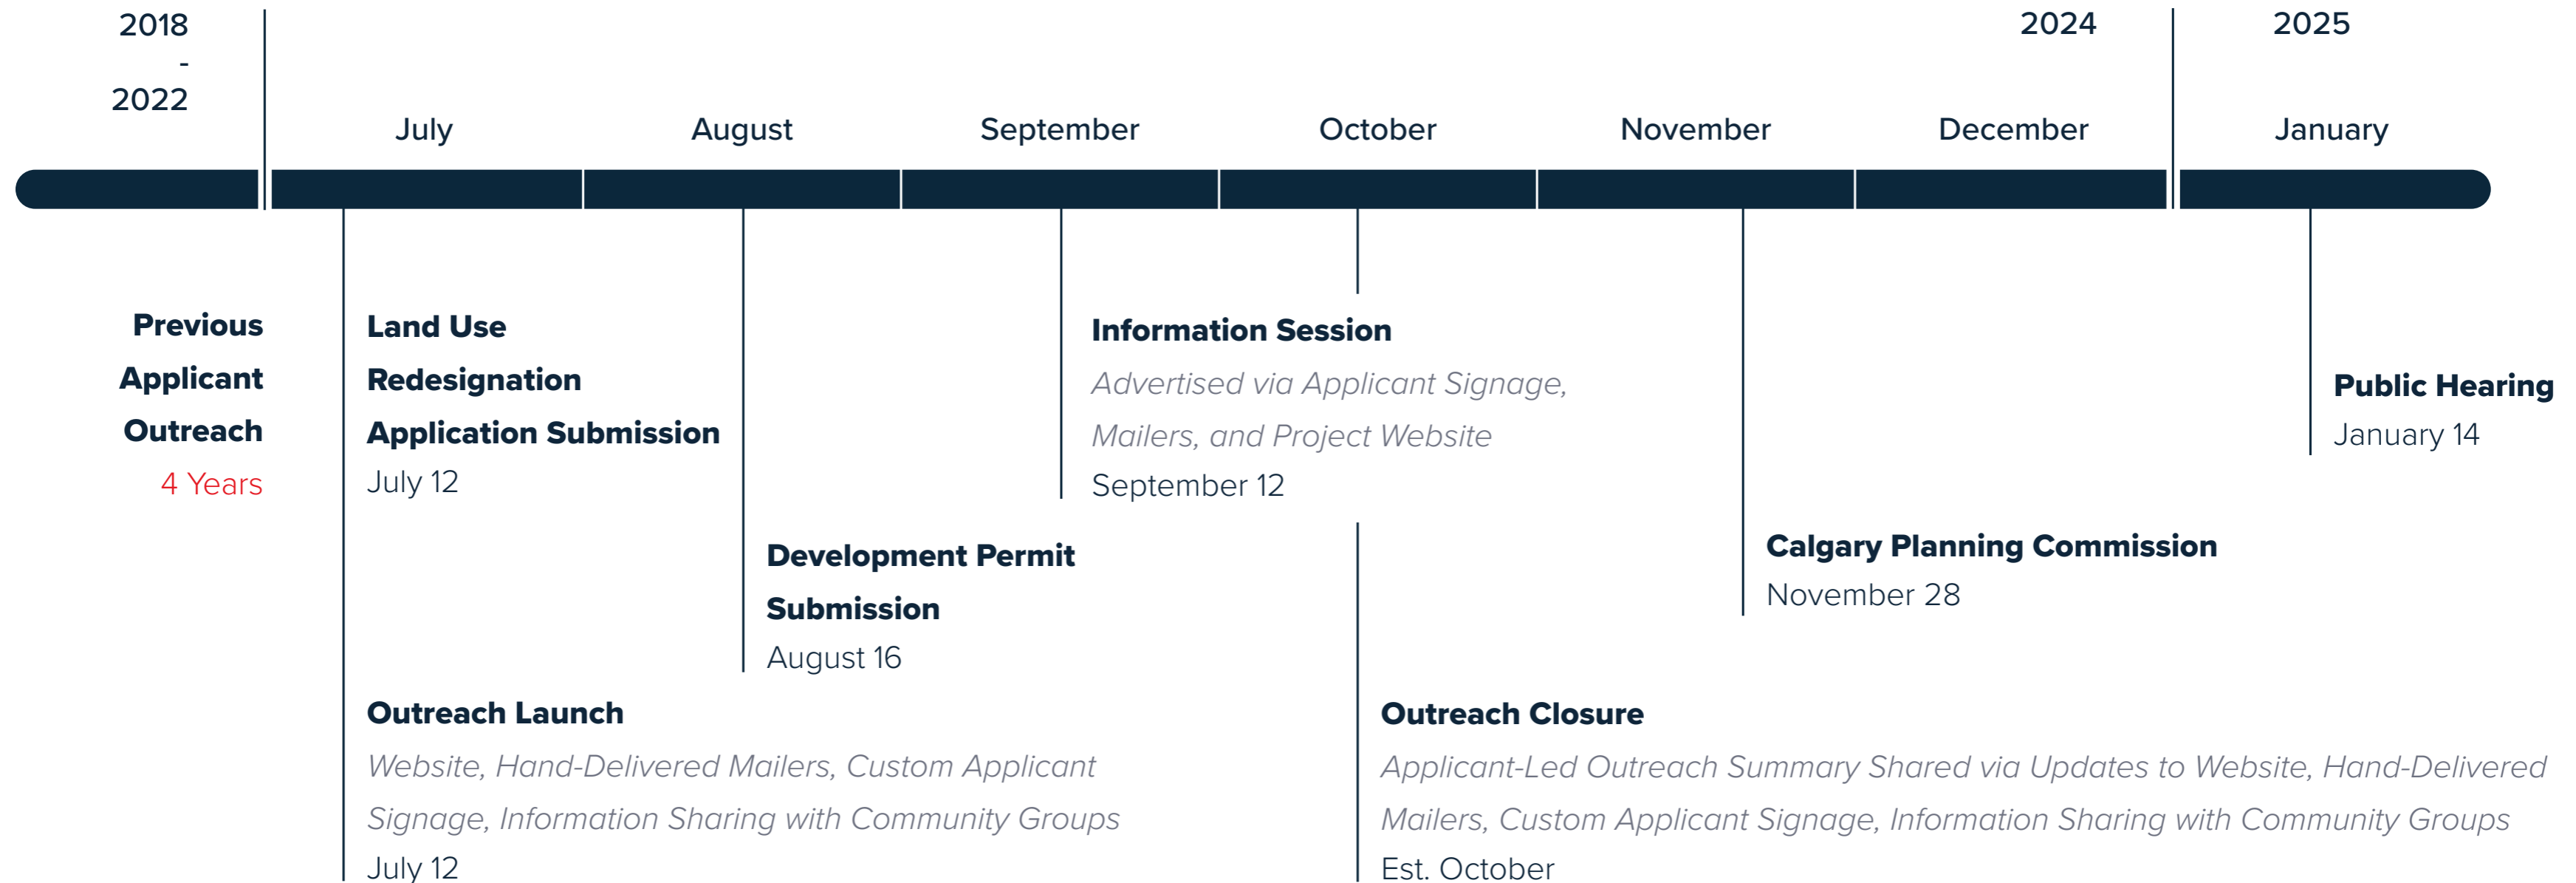 2018
-
2022
2024
2025
July
August
September
October
November
December
January
Previous
Applicant
Outreach
4 Years
Land Use
Redesignation
Application Submission
July 12
Information Session
Advertised via Applicant Signage,
Mailers, and Project Website
September 12
Public Hearing
January 14
Development Permit
Submission
August 16
Calgary Planning Commission
November 28
Outreach Launch
Website, Hand-Delivered Mailers, Custom Applicant
Signage, Information Sharing with Community Groups
July 12
Outreach Closure
Applicant-Led Outreach Summary Shared via Updates to Website, Hand-Delivered
Mailers, Custom Applicant Signage, Information Sharing with Community Groups
Est. October